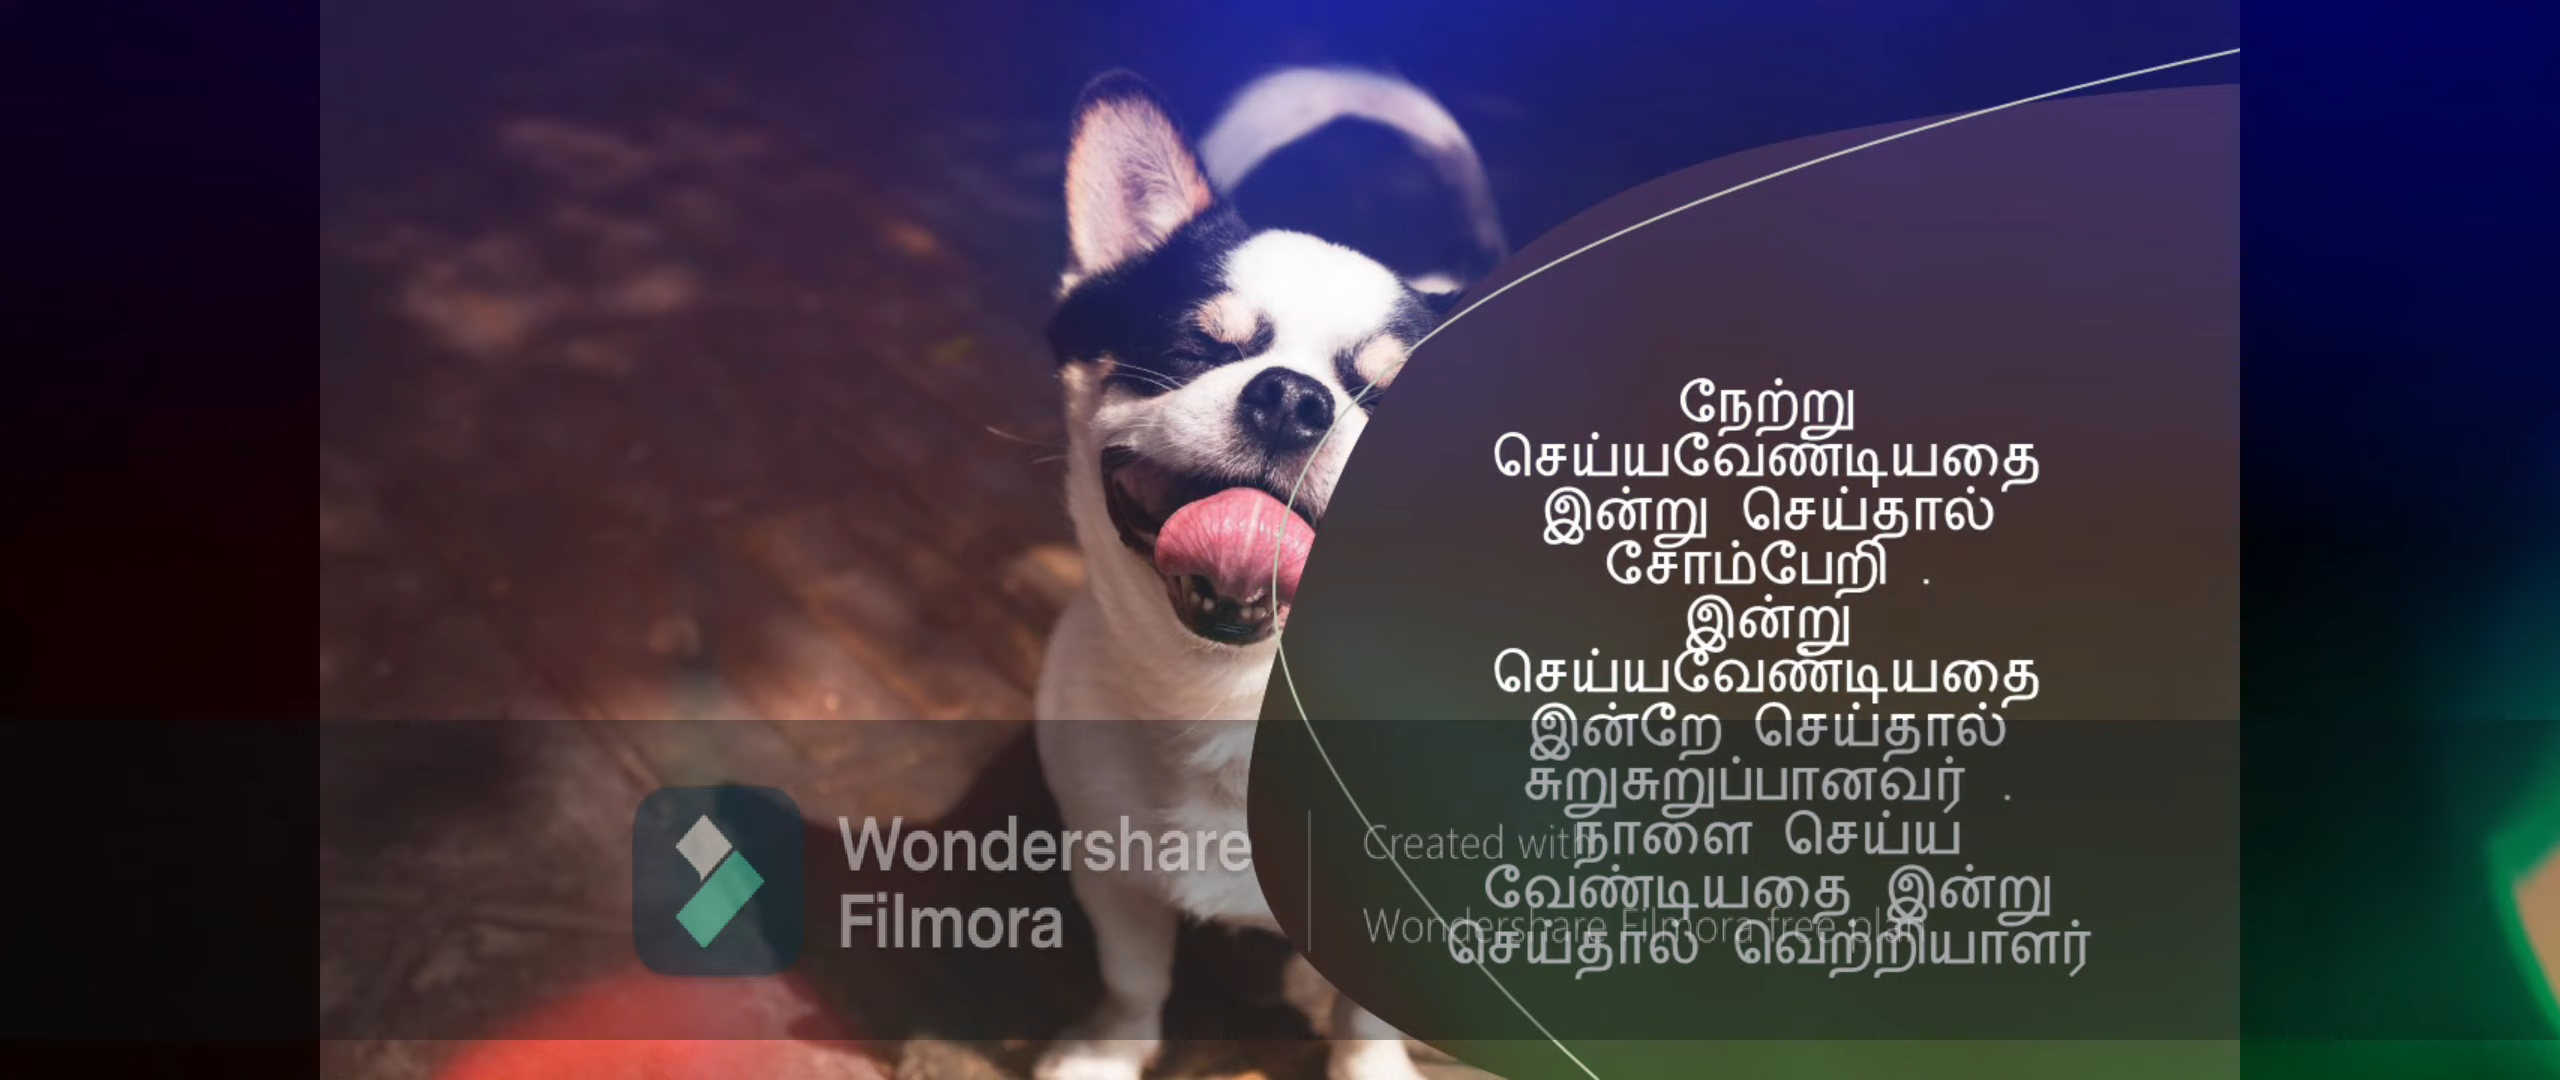 நேற்று
செய்யவேண்டியதை
இன்று செய்தால்
சோம்பேறி .
இன்று
செய்யவேண்டியதை
இன்றே செய்தால்
சுறுசுறுப்பானவர் .
நாளை செய்ய
வேண்டியதை இன்று
செய்தால் வெற்றியாளர்
Wondershare
Filmora
Created with
Wondershare Filmora free plan